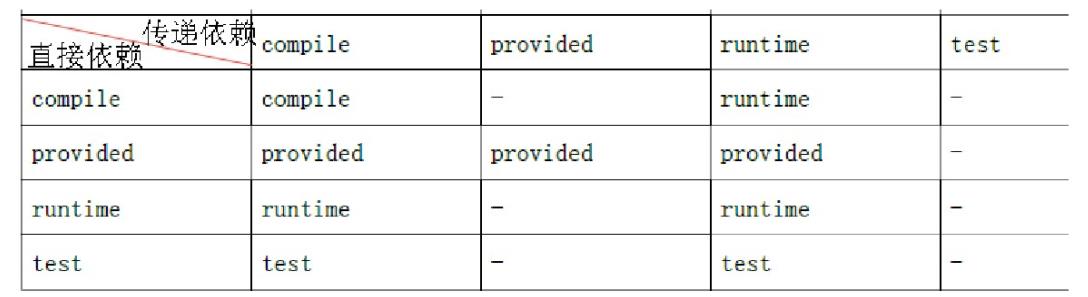 传递依赖
直接依赖 compile provided runtime test
compile compile - runtime -
provided provided provided provided -
runtime runtime - runtime -
test test - test -